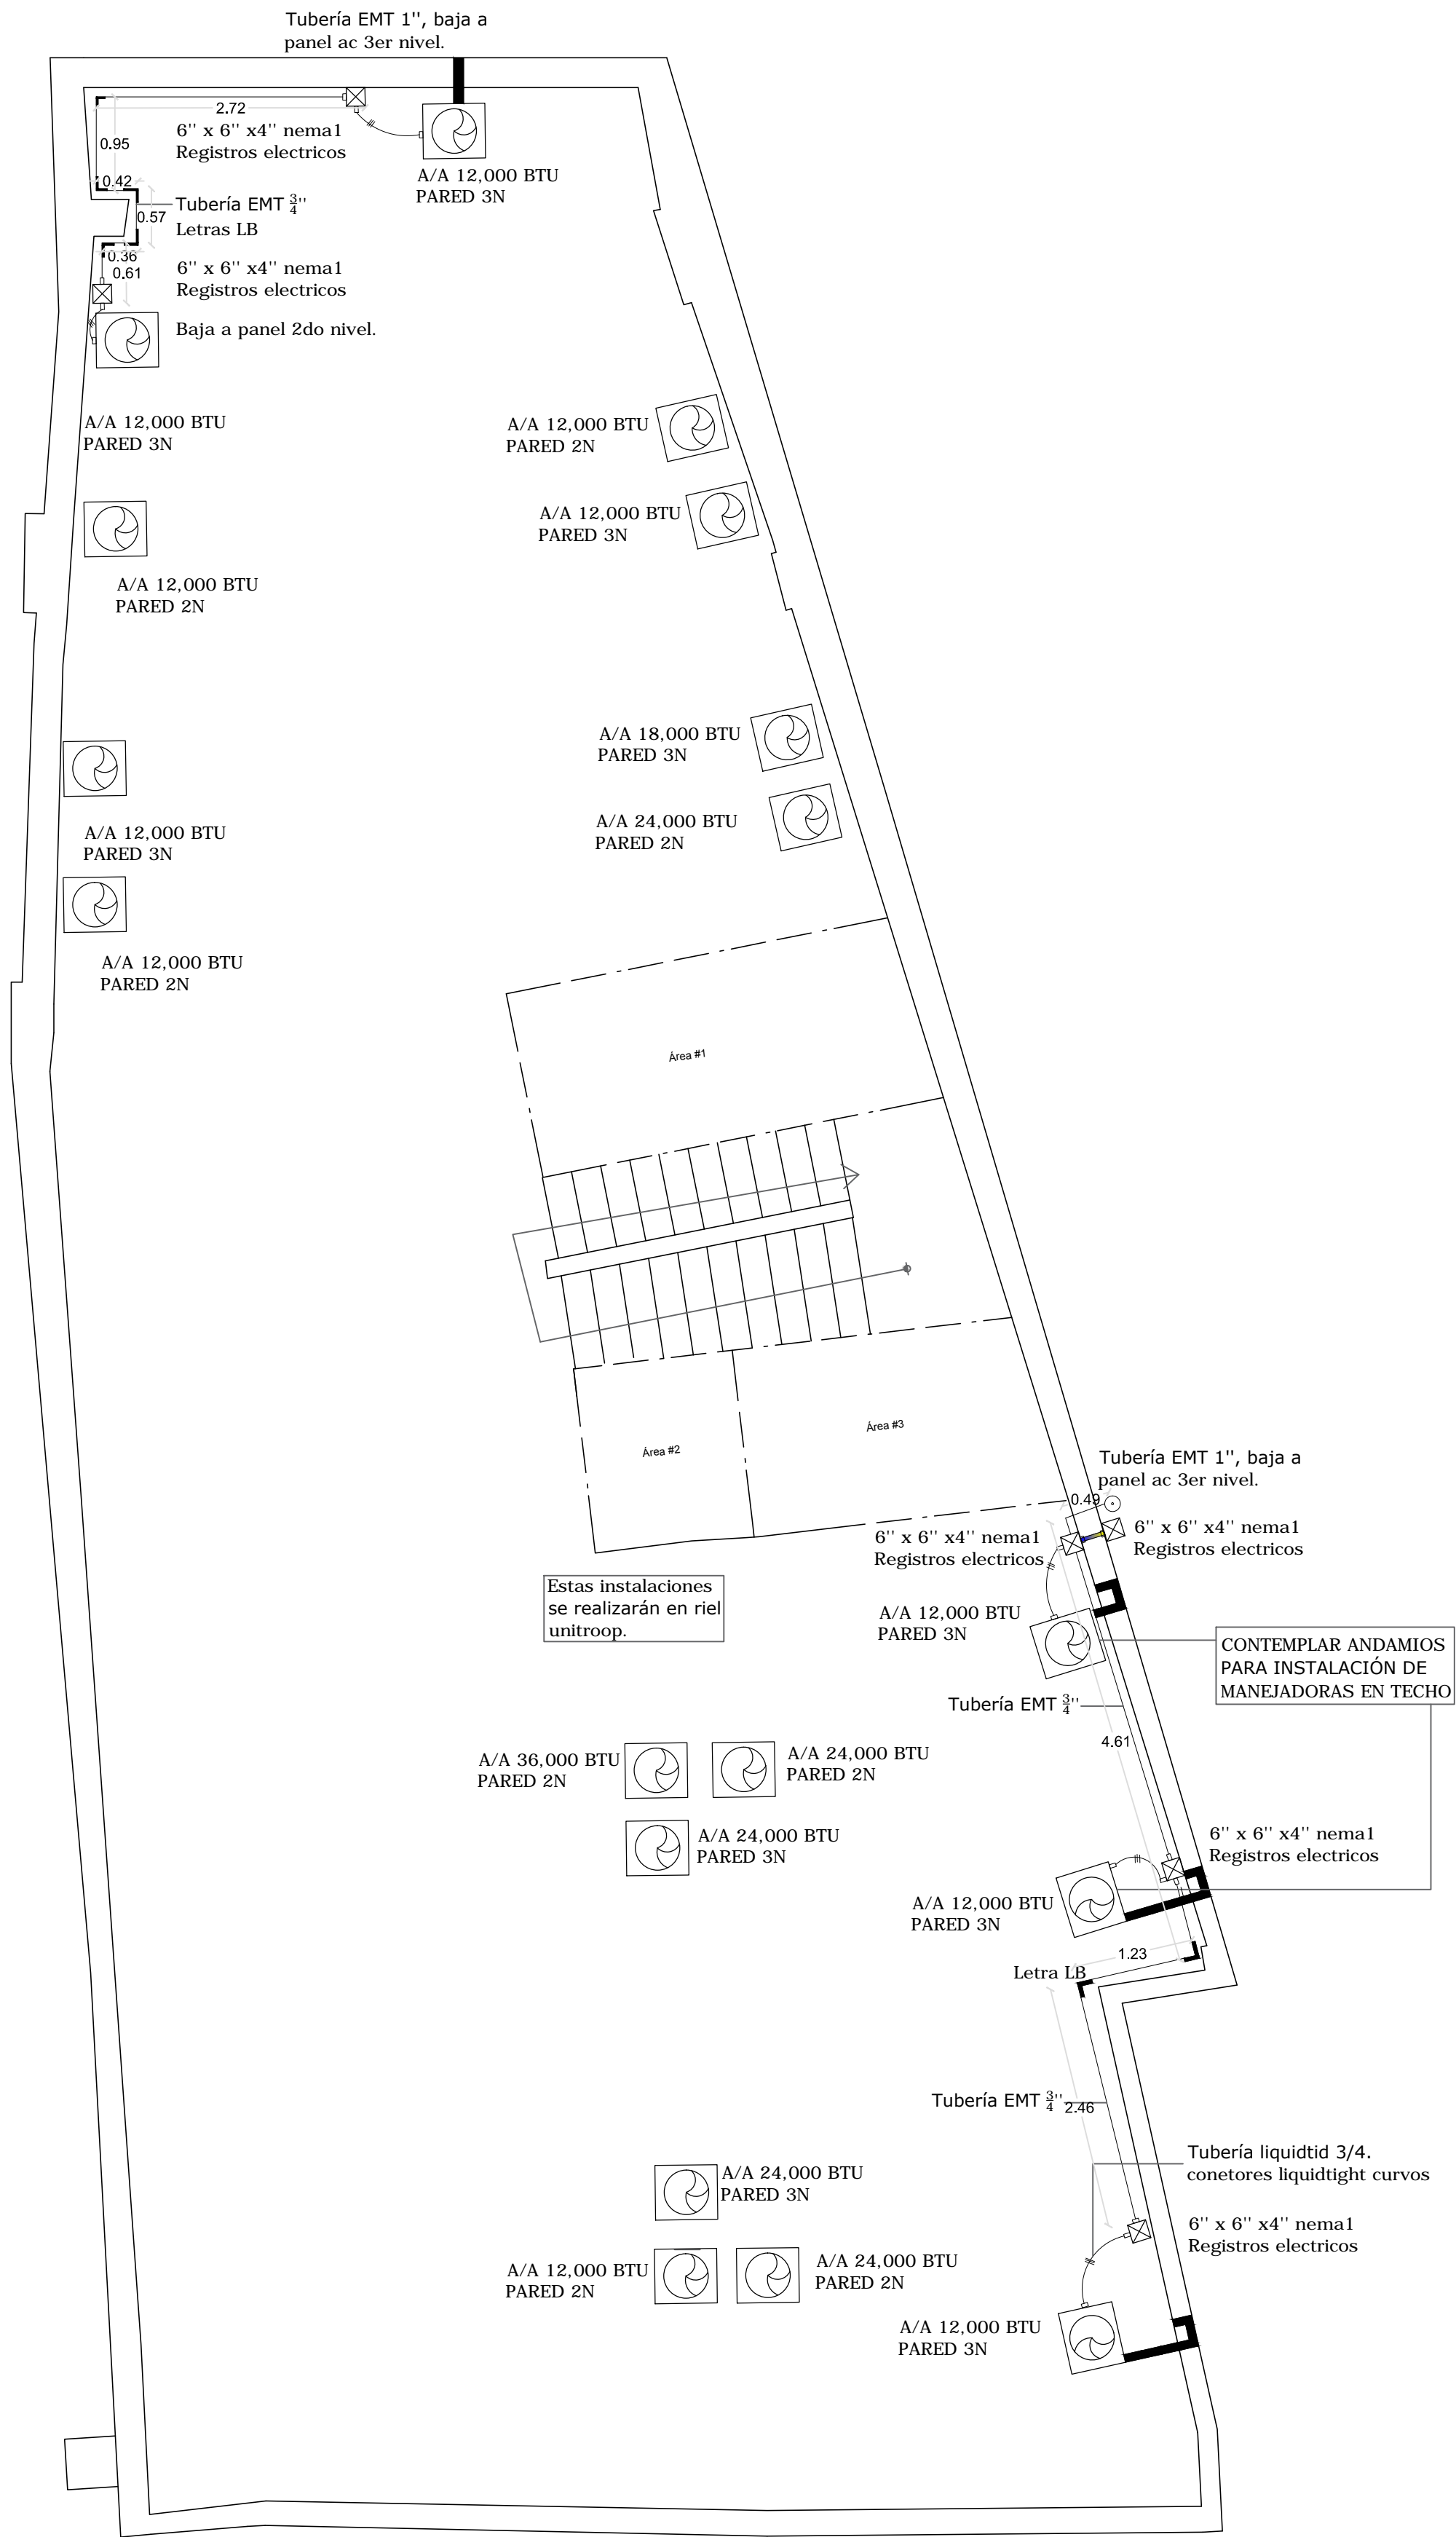 Tubería EMT 1'', baja a
panel ac 3er nivel.
2.72
6'' x 6'' x4'' nema1
Registros electricos
0.95
A/A 12,000 BTU
PARED 3N
0.42
Tubería EMT 3/4''
Letras LB
0.57
0.36
0.61
6'' x 6'' x4'' nema1
Registros electricos
Baja a panel 2do nivel.
A/A 12,000 BTU
PARED 3N
A/A 12,000 BTU
PARED 2N
A/A 12,000 BTU
PARED 3N
A/A 12,000 BTU
PARED 2N
A/A 18,000 BTU
PARED 3N
A/A 24,000 BTU
PARED 2N
A/A 12,000 BTU
PARED 3N
A/A 12,000 BTU
PARED 2N
Área #1
Área #3
Área #2
Tubería EMT 1'', baja a
panel ac 3er nivel.
0.49
6'' x 6'' x4'' nema1
Registros electricos
6'' x 6'' x4'' nema1
Registros electricos
Estas instalaciones
se realizarán en riel
unitroop.
A/A 12,000 BTU
PARED 3N
CONTEMPLAR ANDAMIOS
PARA INSTALACIÓN DE
MANEJADORAS EN TECHO
Tubería EMT 3/4''
4.61
A/A 36,000 BTU
PARED 2N
A/A 24,000 BTU
PARED 2N
A/A 24,000 BTU
PARED 3N
6'' x 6'' x4'' nema1
Registros electricos
A/A 12,000 BTU
PARED 3N
1.23
Letra LB
Tubería EMT 3/4''
2.46
Tubería liquidtid 3/4.
conetores liquidtight curvos
A/A 24,000 BTU
PARED 3N
6'' x 6'' x4'' nema1
Registros electricos
A/A 12,000 BTU
PARED 2N
A/A 24,000 BTU
PARED 2N
A/A 12,000 BTU
PARED 3N